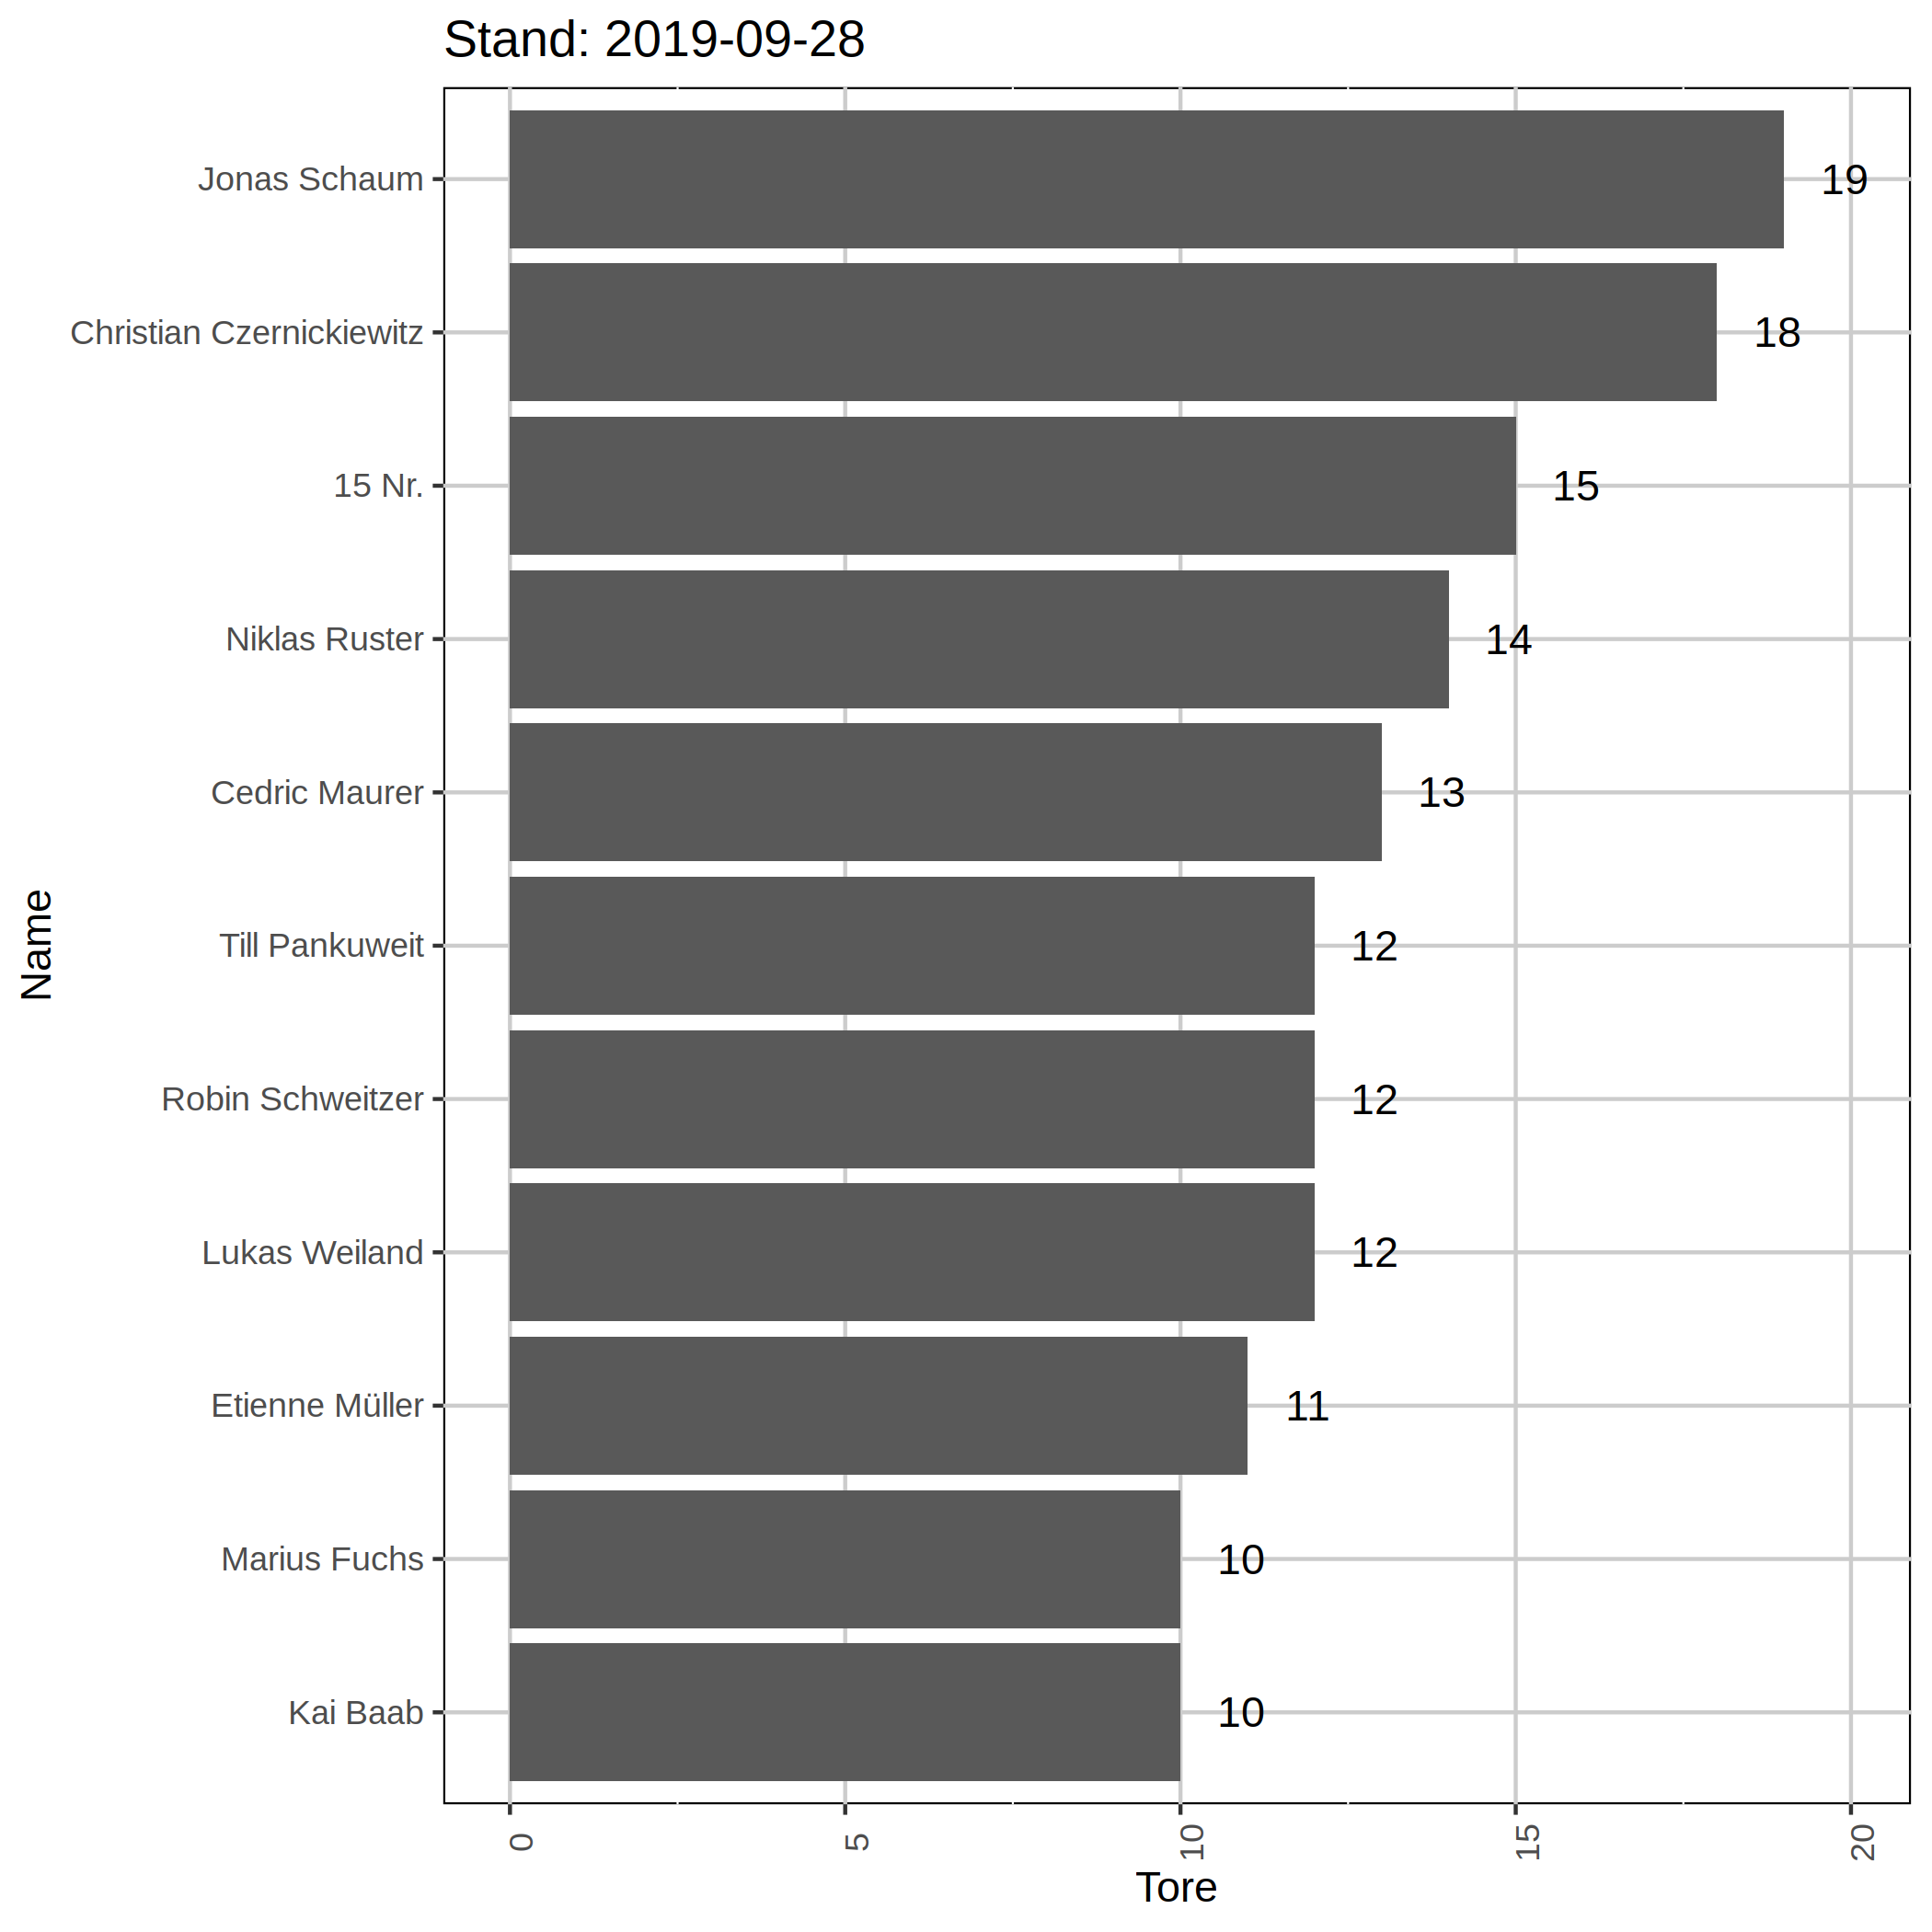 Stand: 2019-09-28
Jonas Schaum 19
Christian Czernickiewitz 18
15 Nr. 15
Niklas Ruster 14
Cedric Maurer 13
Till Pankuweit 12
Robin Schweitzer 12
Lukas Weiland 12
Etienne Müller 11
Marius Fuchs 10
Kai Baab 10
Name
0 5 10 15 20
Tore